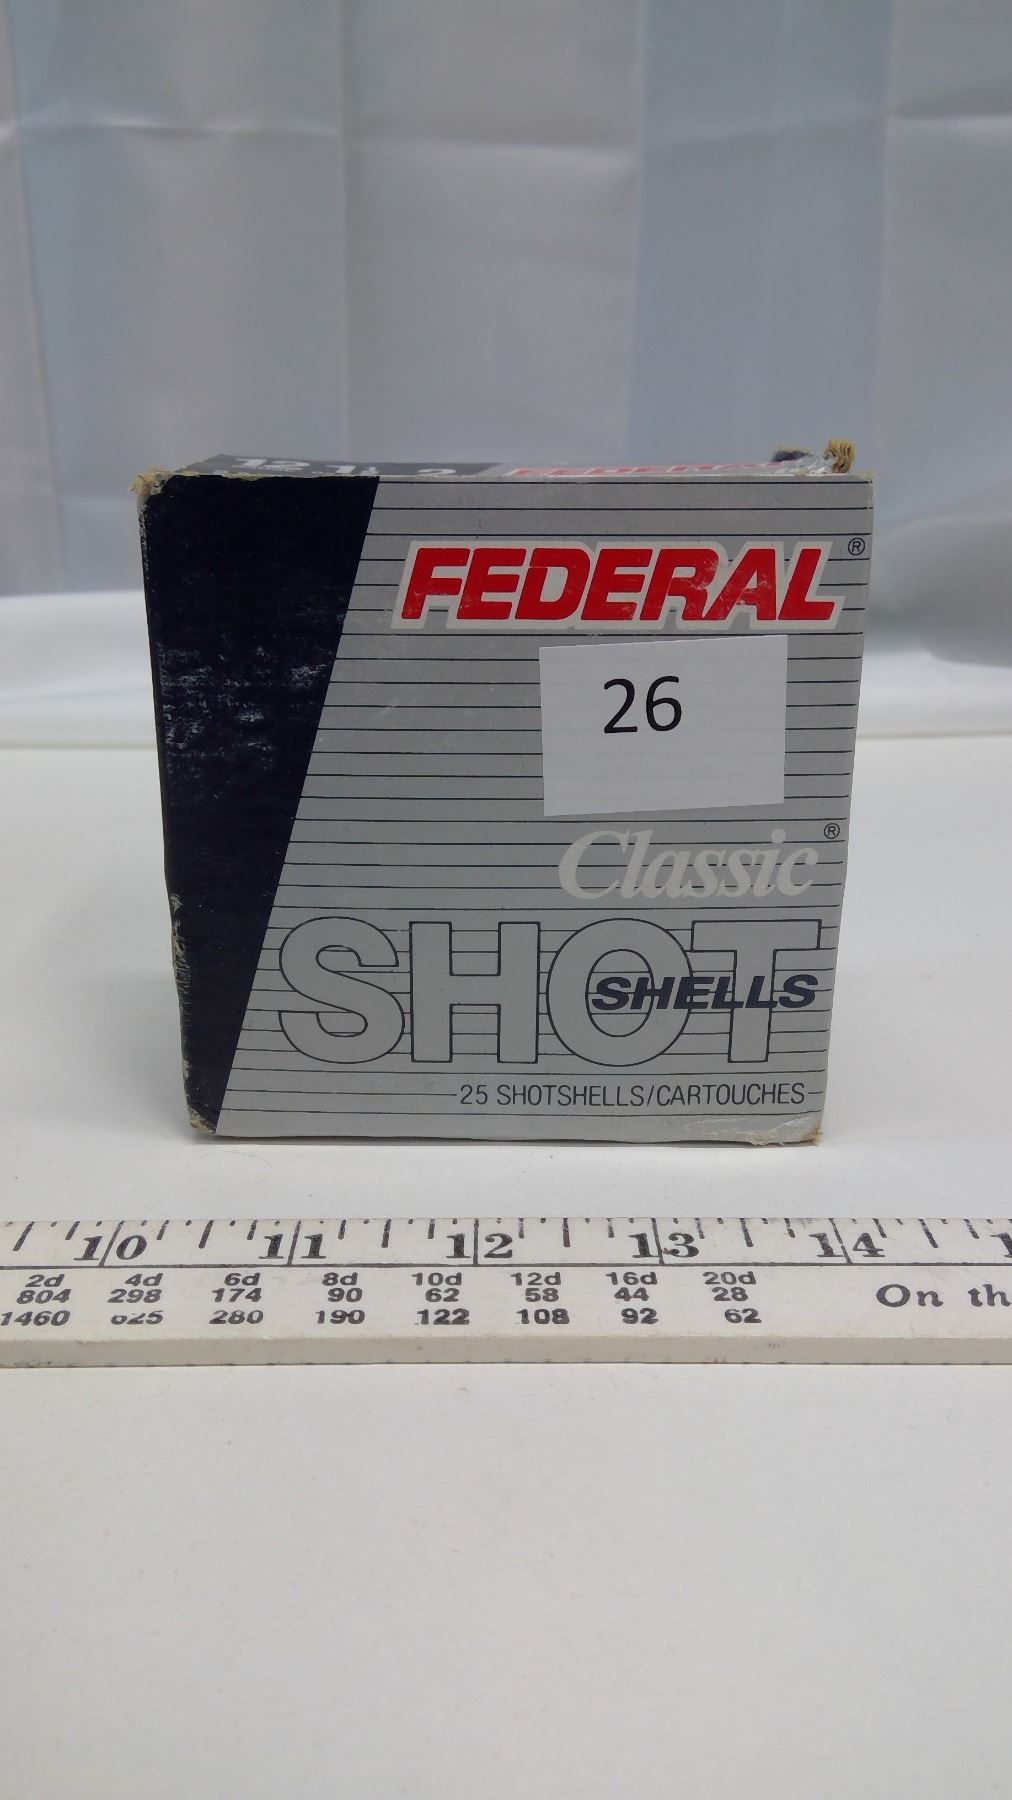 FEDERAL®
26
Classic®
SHOT
SHELLS
25 SHOTSHELLS/CARTOUCHES
10 11 12 13 14
2d 4d 6d 8d 10d 12d 16d 20d
804 298 174 90 62 58 44 28 On th
1460 625 280 190 122 108 92 62